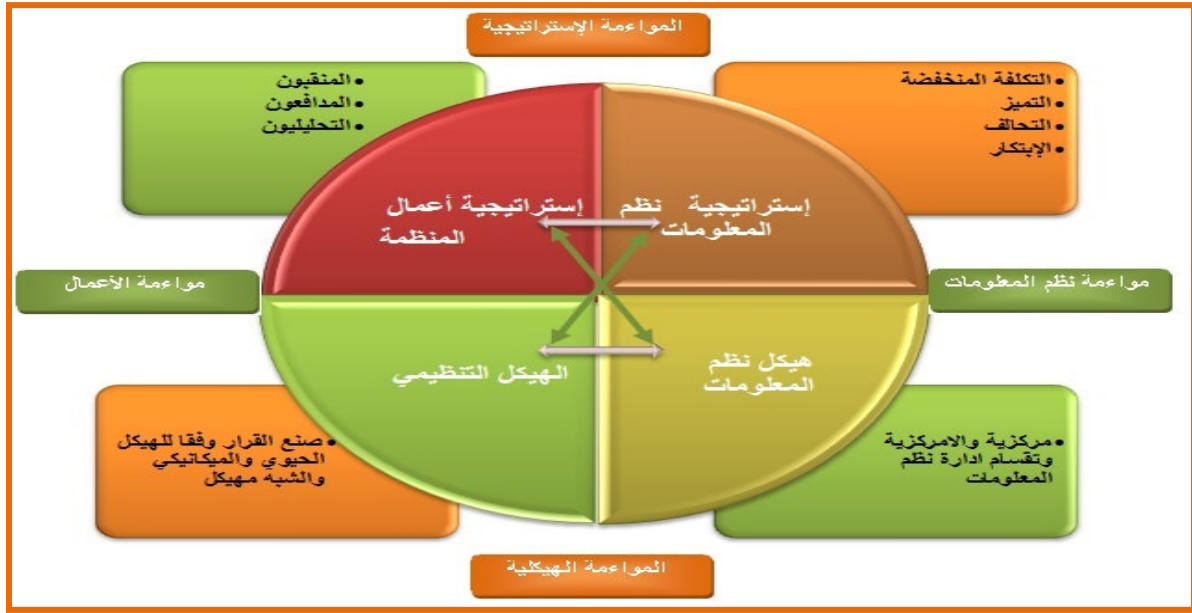 المواءمة الإستراتيجية
• التكلفة المنخفضة
• التميز
• التحالف
• الإبتكار
• المنقبون
• المدافعون
• التحليليون
إستراتيجية نظم
المعلومات
إستراتيجية أعمال
المنظمة
مواءمة نظم المعلومات
مواءمة الأعمال
هيكل نظم
المعلومات
الهيكل التنظيمي
• مركزية والامركزية
وتقسام ادارة نظم
المعلومات
• صنع القرار وفقا للهيكل
الحيوي والميكانيكي
والشبه مهيكل
المواءمة الهيكلية